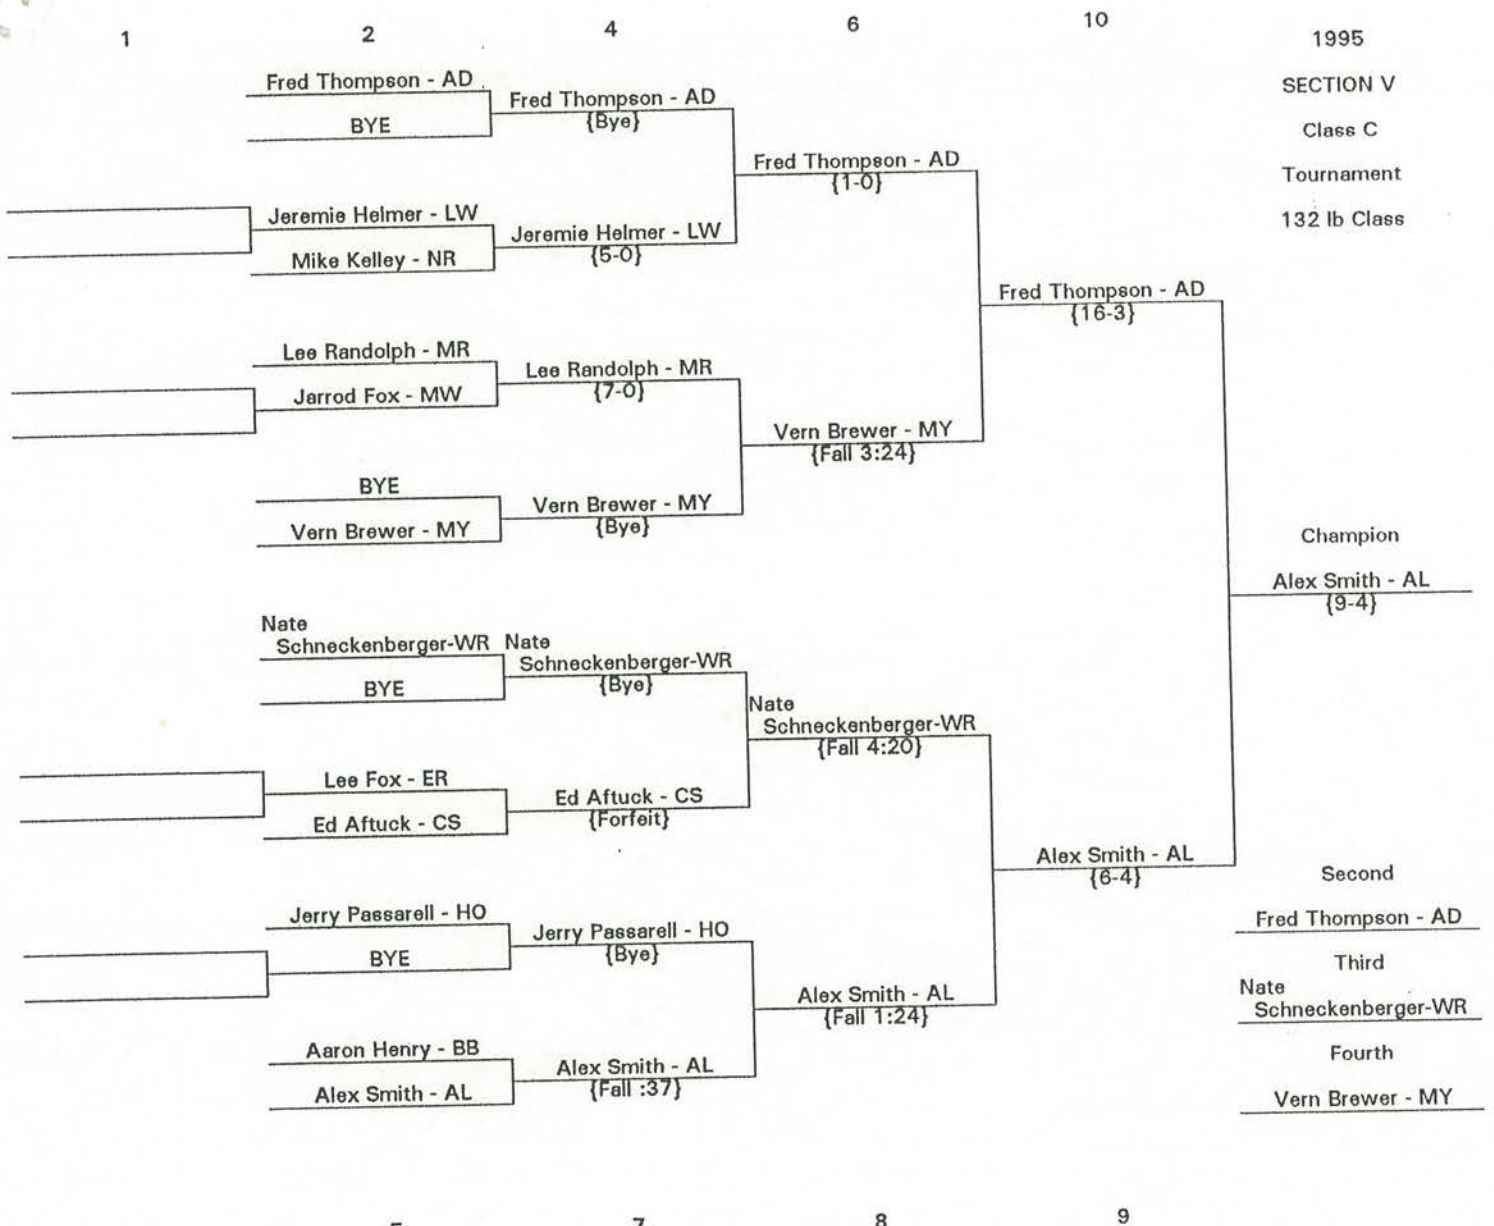 1
2
4
6
10
1995
SECTION V
Class C
Tournament
132 lb Class
Fred Thompson - AD
BYE
Jeremie Helmer - LW
Mike Kelley - NR
Lee Randolph - MR
Jarrod Fox - MW
BYE
Vern Brewer - MY
Nate
Schneckenberger-WR
BYE
Lee Fox - ER
Ed Aftuck - CS
Jerry Passarell - HO
BYE
Aaron Henry - BB
Alex Smith - AL
Fred Thompson - AD
{Bye}
Jeremie Helmer - LW
{5-0}
Lee Randolph - MR
{7-0}
Vern Brewer - MY
{Bye}
Nate
Schneckenberger-WR
{Bye}
Ed Aftuck - CS
{Forfeit}
Jerry Passarell - HO
{Bye}
Alex Smith - AL
{Fall :37}
Fred Thompson - AD
{1-0}
Vern Brewer - MY
{Fall 3:24}
Nate
Schneckenberger-WR
{Fall 4:20}
Alex Smith - AL
{Fall 1:24}
Fred Thompson - AD
{16-3}
Alex Smith - AL
{6-4}
Champion
Alex Smith - AL
{9-4}
Second
Fred Thompson - AD
Third
Nate
Schneckenberger-WR
Fourth
Vern Brewer - MY
7
8
9